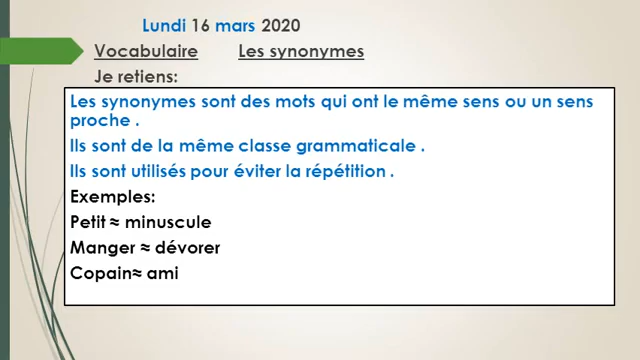 Lundi 16 mars 2020
Vocabulaire Les synonymes
Je retiens:
Les synonymes sont des mots qui ont le même sens ou un sens
proche .
Ils sont de la même classe grammaticale .
Ils sont utilisés pour éviter la répétition .
Exemples:
Petit ≈ minuscule
Manger ≈ dévorer
Copain≈ ami